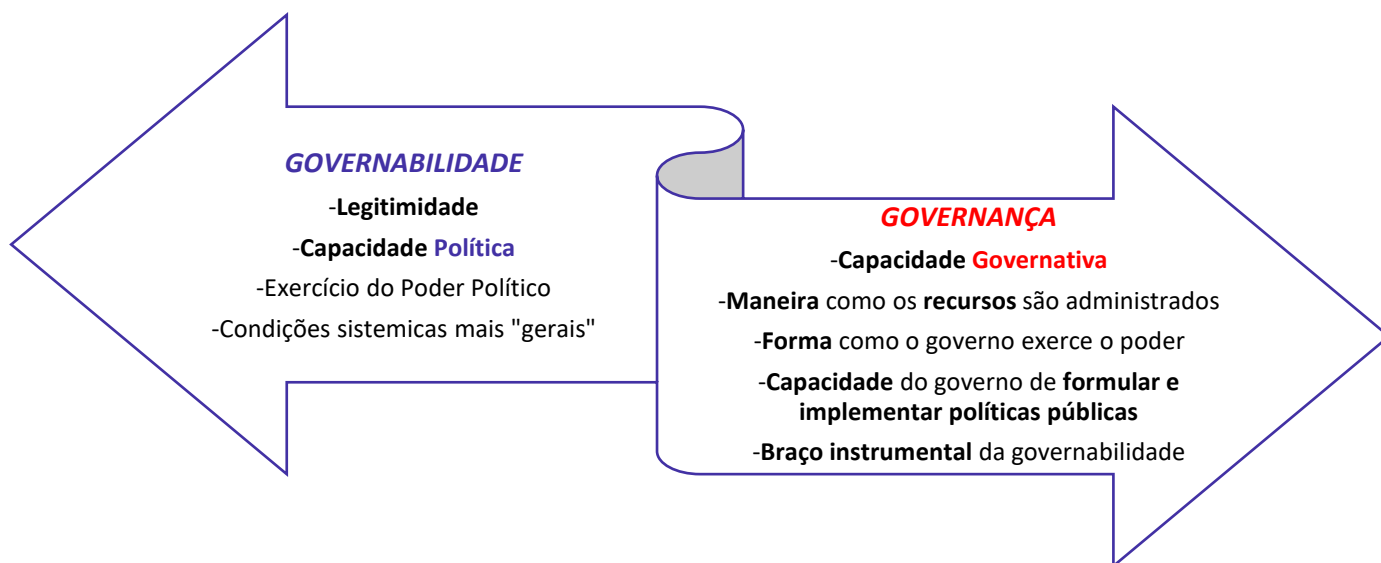 GOVERNABILIDADE
-Legitimidade
-Capacidade Política
-Exercício do Poder Político
-Condições sistemicas mais "gerais"
GOVERNANÇA
-Capacidade Governativa
-Maneira como os recursos são administrados
-Forma como o governo exerce o poder
-Capacidade do governo de formular e
implementar políticas públicas
-Braço instrumental da governabilidade